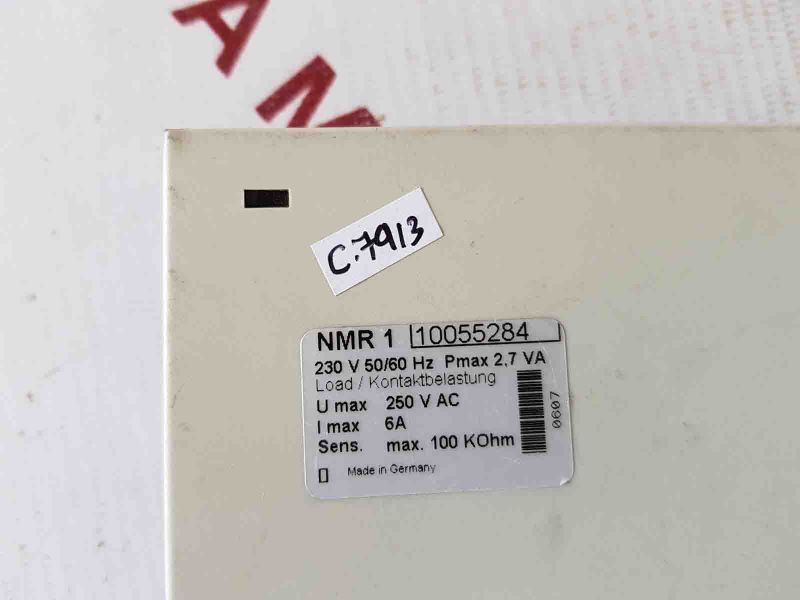 AM
C.7913
NMR 1 10055284
230 V 50/60 Hz Pmax 2,7 VA
Load / Kontaktbelastung
U max 250 V AC
I max 6A
Sens. max. 100 KOhm
0607
Made in Germany